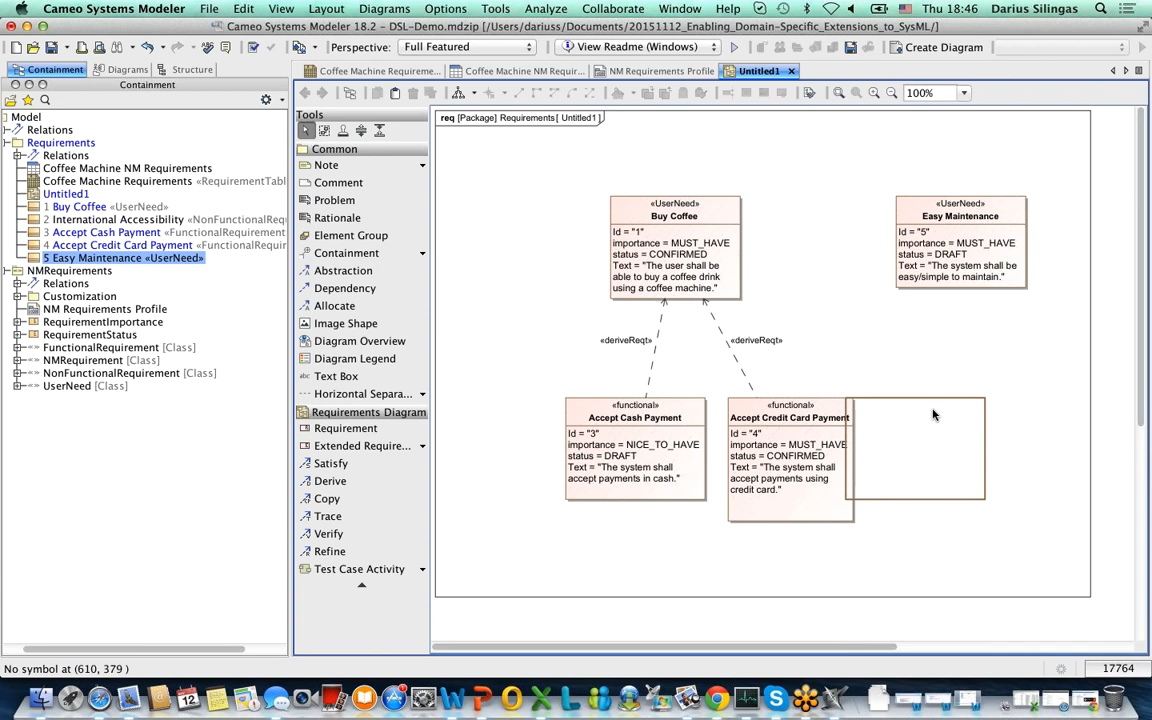 Cameo Systems Modeler File Edit View Layout Diagrams Options Tools Analyze Collaborate Window Help Thu 18:46 Darius Silingas
Cameo Systems Modeler 18.2 - DSL-Demo.mdzip [/Users/dariuss/Documents/20151112_Enabling_Domain-Specific_Extensions_to_SysML/]
Perspective: Full Featured View Readme (Windows) Create Diagram
Containment Diagrams Structure
Coffee Machine Requireme... Coffee Machine NM Requir... NM Requirements Profile Untitled1
Containment
100%
Model
Relations
Requirements
Relations
Coffee Machine NM Requirements
Coffee Machine Requirements «RequirementTabl
Untitled1
1 Buy Coffee «UserNeed»
2 International Accessibility «NonFunctionalReq
3 Accept Cash Payment «FunctionalRequire
4 Accept Credit Card Payment «FunctionalRequir
5 Easy Maintenance «UserNeed»
NMRequirements
Relations
Customization
NM Requirements Profile
RequirementImportance
RequirementStatus
FunctionalRequirement [Class]
NMRequirement [Class]
NonFunctionalRequirement [Class]
UserNeed [Class]
Tools
Common
Note
Comment
Problem
Rationale
Element Group
Containment
Abstraction
Dependency
Allocate
Image Shape
Diagram Overview
Diagram Legend
abc Text Box
Horizontal Separa...
Requirements Diagram
Requirement
Extended Require...
Satisfy
Derive
Copy
Trace
Verify
Refine
Test Case Activity
req [Package] Requirements[ Untitled1 ]
«UserNeed»
Buy Coffee
Id = "1"
importance = MUST_HAVE
status = CONFIRMED
Text = "The user shall be
able to buy a coffee drink
using a coffee machine."
«UserNeed»
Easy Maintenance
Id = "5"
importance = MUST_HAVE
status = DRAFT
Text = "The system shall be
easy/simple to maintain."
«deriveReqt»
«deriveReqt»
«functional»
Accept Cash Payment
Id = "3"
importance = NICE_TO_HAVE
status = DRAFT
Text = "The system shall
accept payments in cash."
«functional»
Accept Credit Card Payment
Id = "4"
importance = MUST_HAVE
status = CONFIRMED
Text = "The system shall
accept payments using
credit card."
No symbol at (610, 379 )
17764